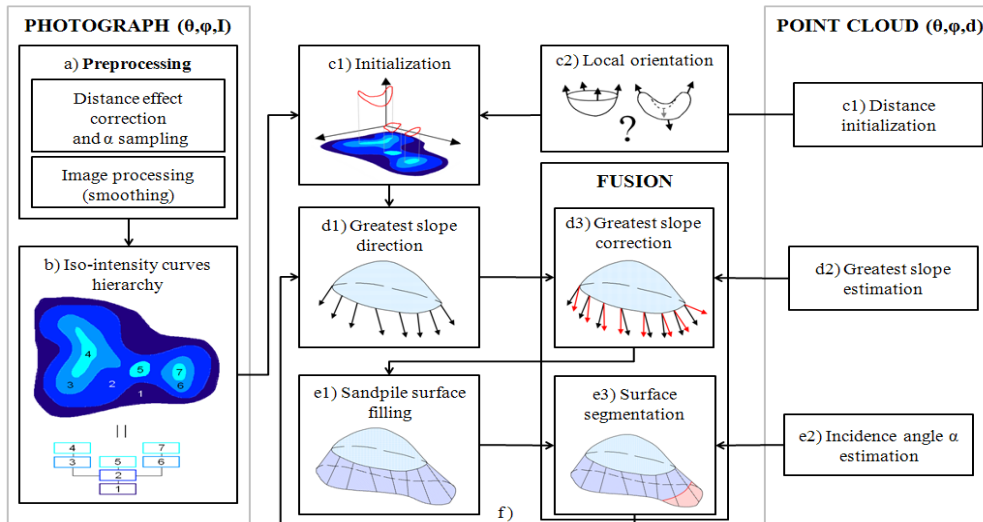 PHOTOGRAPH (θ,φ,I)
a) Preprocessing
Distance effect
correction
and α sampling
Image processing
(smoothing)
b) Iso-intensity curves
hierarchy
4
3
2
5
1
7
6
4
7
3
5
6
2
1
c1) Initialization
c2) Local orientation
?
FUSION
d1) Greatest slope
direction
d3) Greatest slope
correction
e1) Sandpile surface
filling
e3) Surface
segmentation
f)
POINT CLOUD (θ,φ,d)
c1) Distance
initialization
d2) Greatest slope
estimation
e2) Incidence angle α
estimation